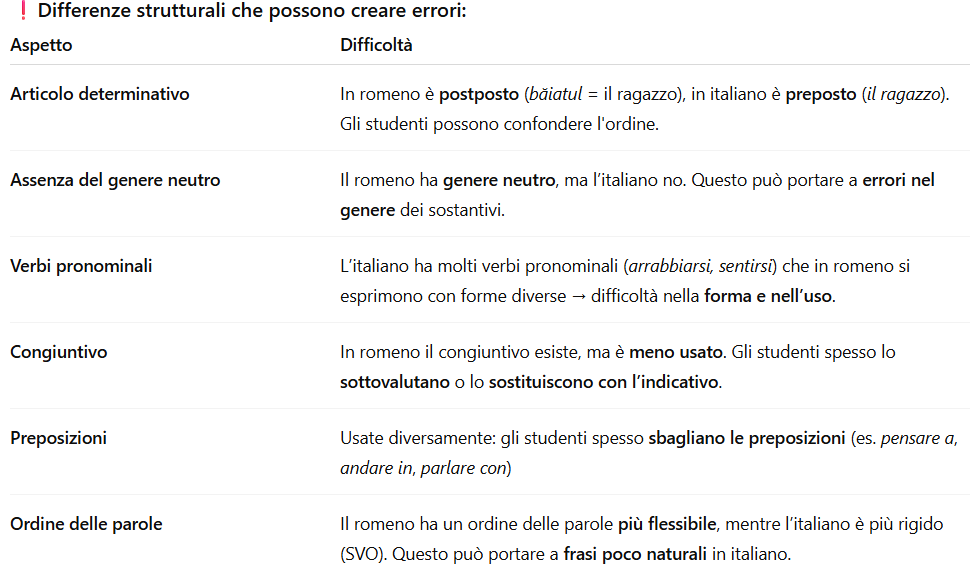 ❗ Differenze strutturali che possono creare errori:
Aspetto Difficoltà
Articolo determinativo In romeno è postposto (băiatul = il ragazzo), in italiano è preposto (il ragazzo).
Gli studenti possono confondere l'ordine.
Assenza del genere neutro Il romeno ha genere neutro, ma l’italiano no. Questo può portare a errori nel
genere dei sostantivi.
Verbi pronominali L’italiano ha molti verbi pronominali (arrabbiarsi, sentirsi) che in romeno si
esprimono con forme diverse → difficoltà nella forma e nell’uso.
Congiuntivo In romeno il congiuntivo esiste, ma è meno usato. Gli studenti spesso lo
sottovalutano o lo sostituiscono con l’indicativo.
Preposizioni Usate diversamente: gli studenti spesso sbagliano le preposizioni (es. pensare a,
andare in, parlare con)
Ordine delle parole Il romeno ha un ordine delle parole più flessibile, mentre l’italiano è più rigido
(SVO). Questo può portare a frasi poco naturali in italiano.